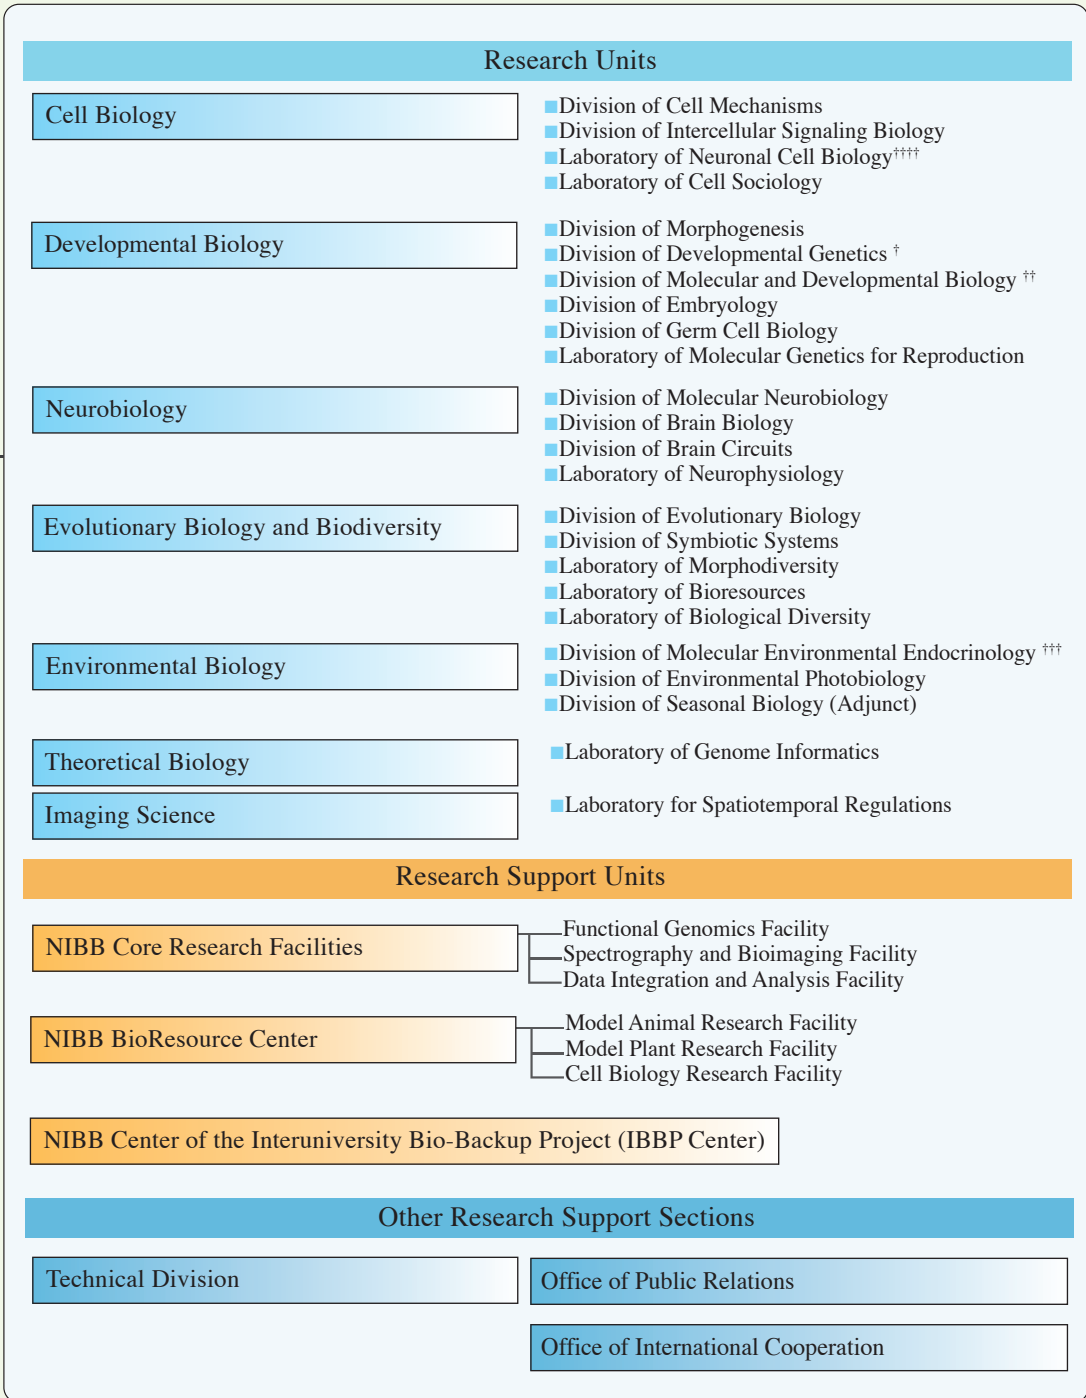 Research Units
Cell Biology
■Division of Cell Mechanisms
■Division of Intercellular Signaling Biology
■Laboratory of Neuronal Cell Biology††††
■Laboratory of Cell Sociology
Developmental Biology
■Division of Morphogenesis
■Division of Developmental Genetics †
■Division of Molecular and Developmental Biology ††
■Division of Embryology
■Division of Germ Cell Biology
■Laboratory of Molecular Genetics for Reproduction
Neurobiology
■Division of Molecular Neurobiology
■Division of Brain Biology
■Division of Brain Circuits
■Laboratory of Neurophysiology
Evolutionary Biology and Biodiversity
■Division of Evolutionary Biology
■Division of Symbiotic Systems
■Laboratory of Morphodiversity
■Laboratory of Bioresources
■Laboratory of Biological Diversity
Environmental Biology
■Division of Molecular Environmental Endocrinology †††
■Division of Environmental Photobiology
■Division of Seasonal Biology (Adjunct)
Theoretical Biology
■Laboratory of Genome Informatics
Imaging Science
■Laboratory for Spatiotemporal Regulations
Research Support Units
NIBB Core Research Facilities
Functional Genomics Facility
Spectrography and Bioimaging Facility
Data Integration and Analysis Facility
NIBB BioResource Center
Model Animal Research Facility
Model Plant Research Facility
Cell Biology Research Facility
NIBB Center of the Interuniversity Bio-Backup Project (IBBP Center)
Other Research Support Sections
Technical Division
Office of Public Relations
Office of International Cooperation